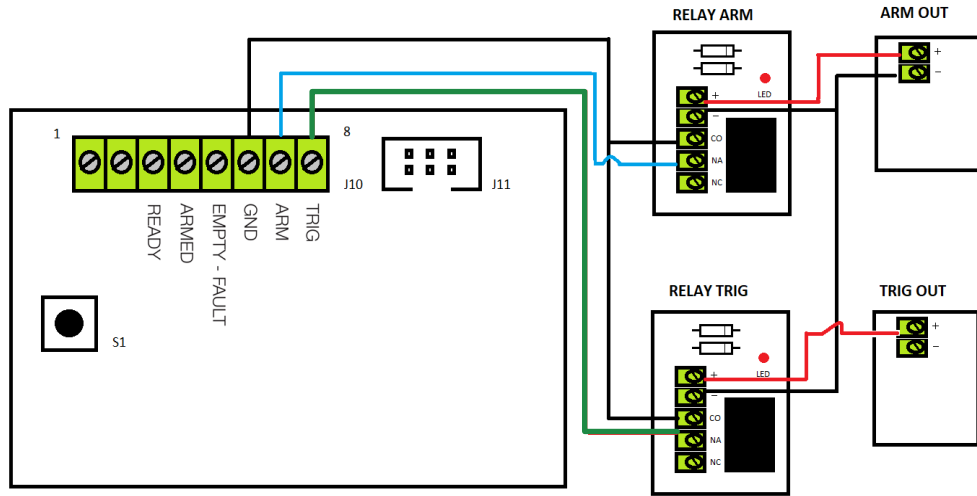 RELAY ARM
ARM OUT
+
−
LED
+
−
CO
NA
NC
1
8
J10
J11
READY
ARMED
EMPTY - FAULT
GND
ARM
TRIG
S1
RELAY TRIG
TRIG OUT
+
−
LED
+
−
CO
NA
NC